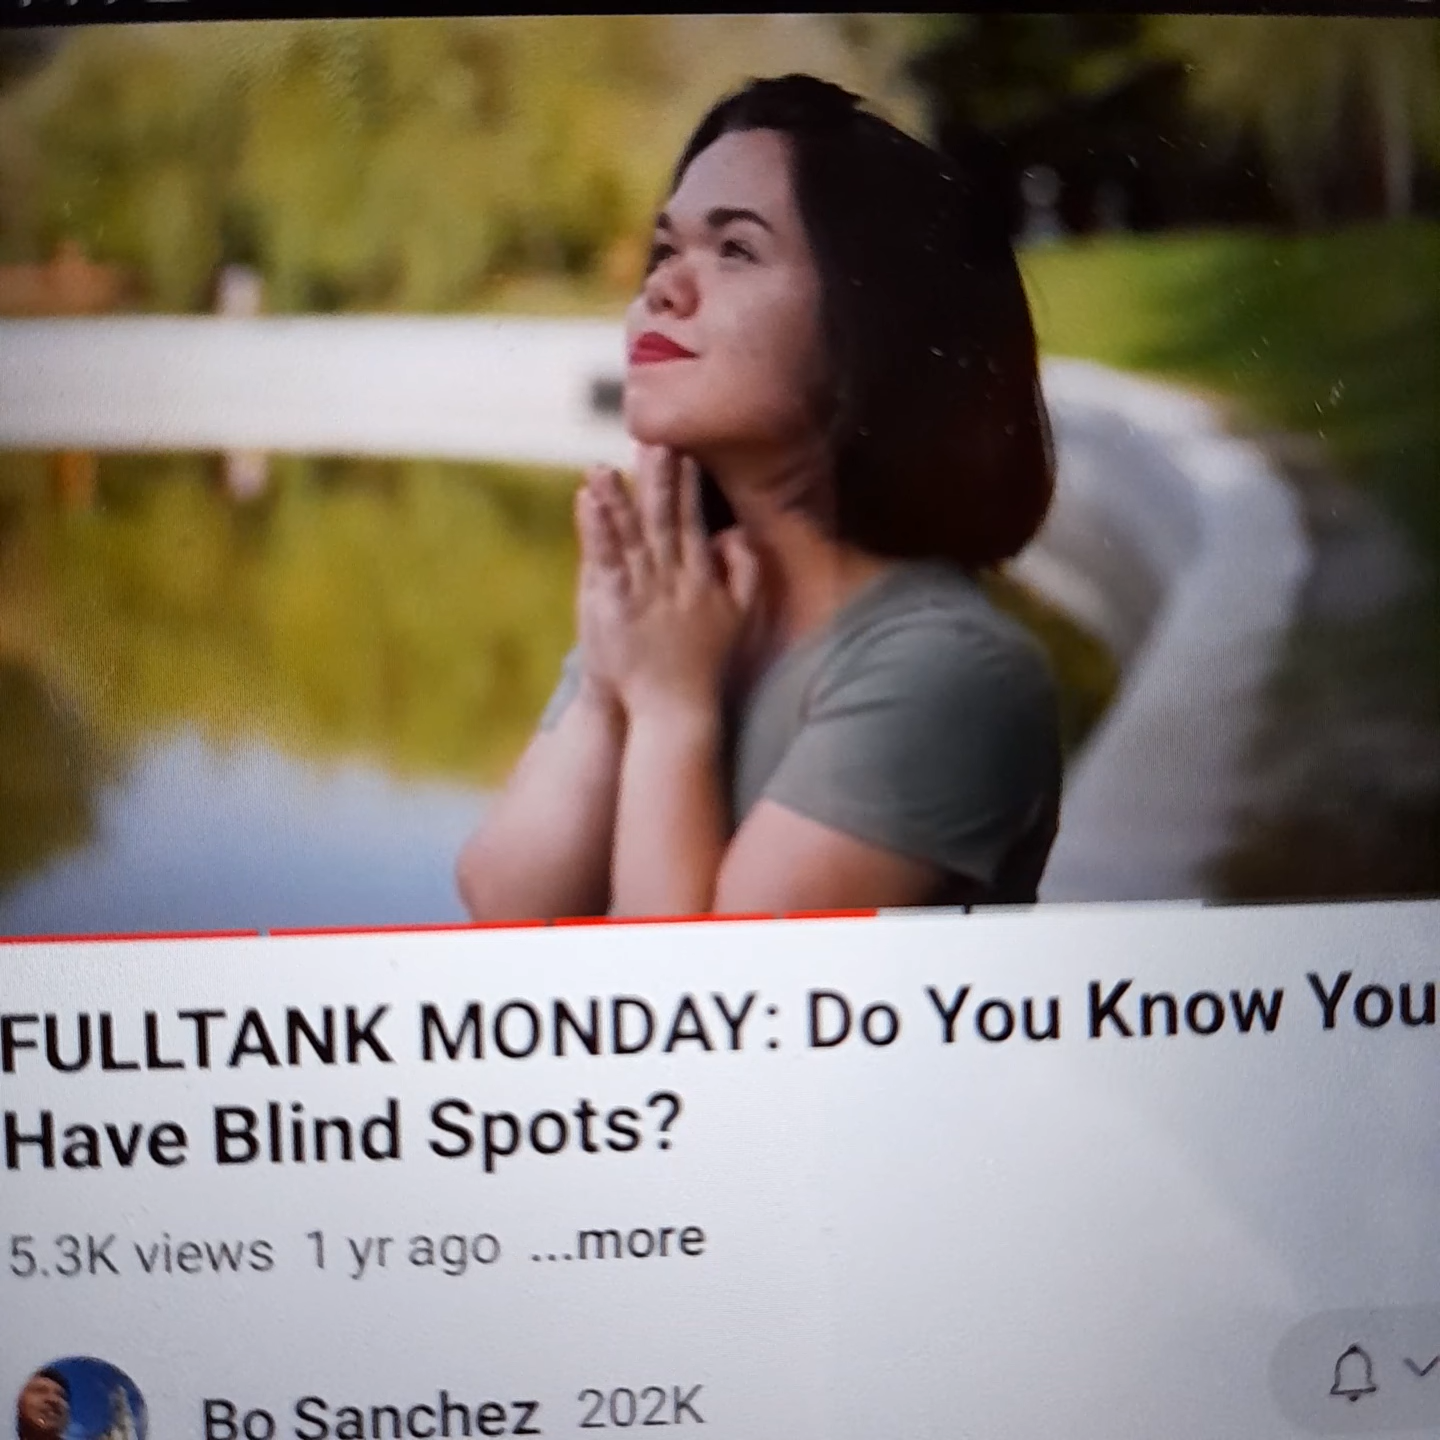 FULLTANK MONDAY: Do You Know You
Have Blind Spots?
5.3K views 1 yr ago ...more
Bo Sanchez 202K